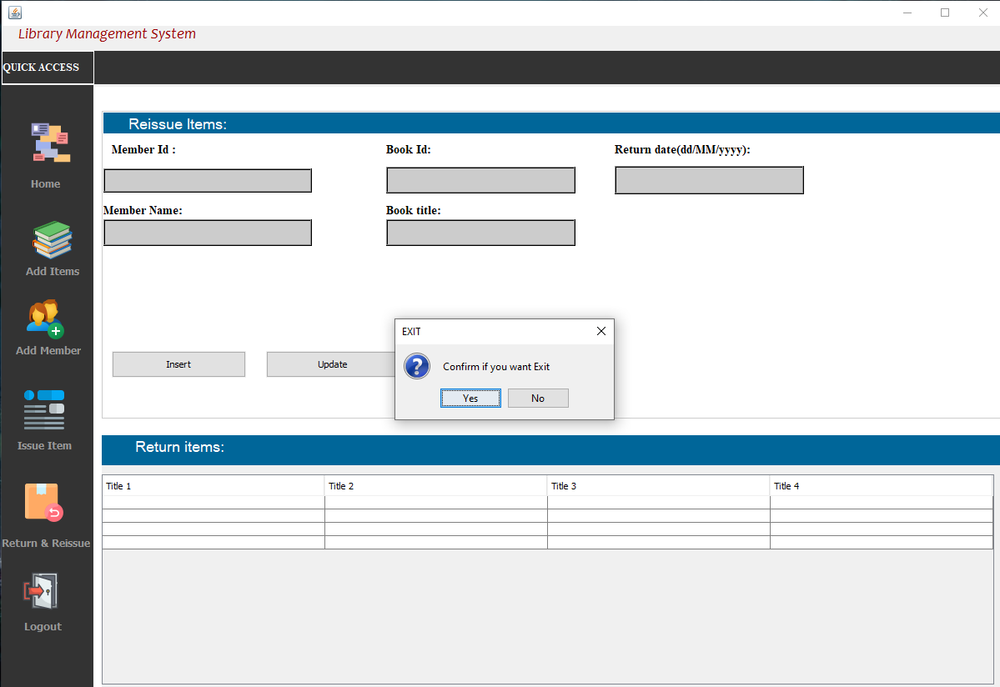 Library Management System
QUICK ACCESS
Home
Add Items
Add Member
Issue Item
Return & Reissue
Logout
Reissue Items:
Member Id : Book Id: Return date(dd/MM/yyyy):
Member Name: Book title:
Insert Update
EXIT
Confirm if you want Exit
Yes No
Return items:
Title 1 Title 2 Title 3 Title 4